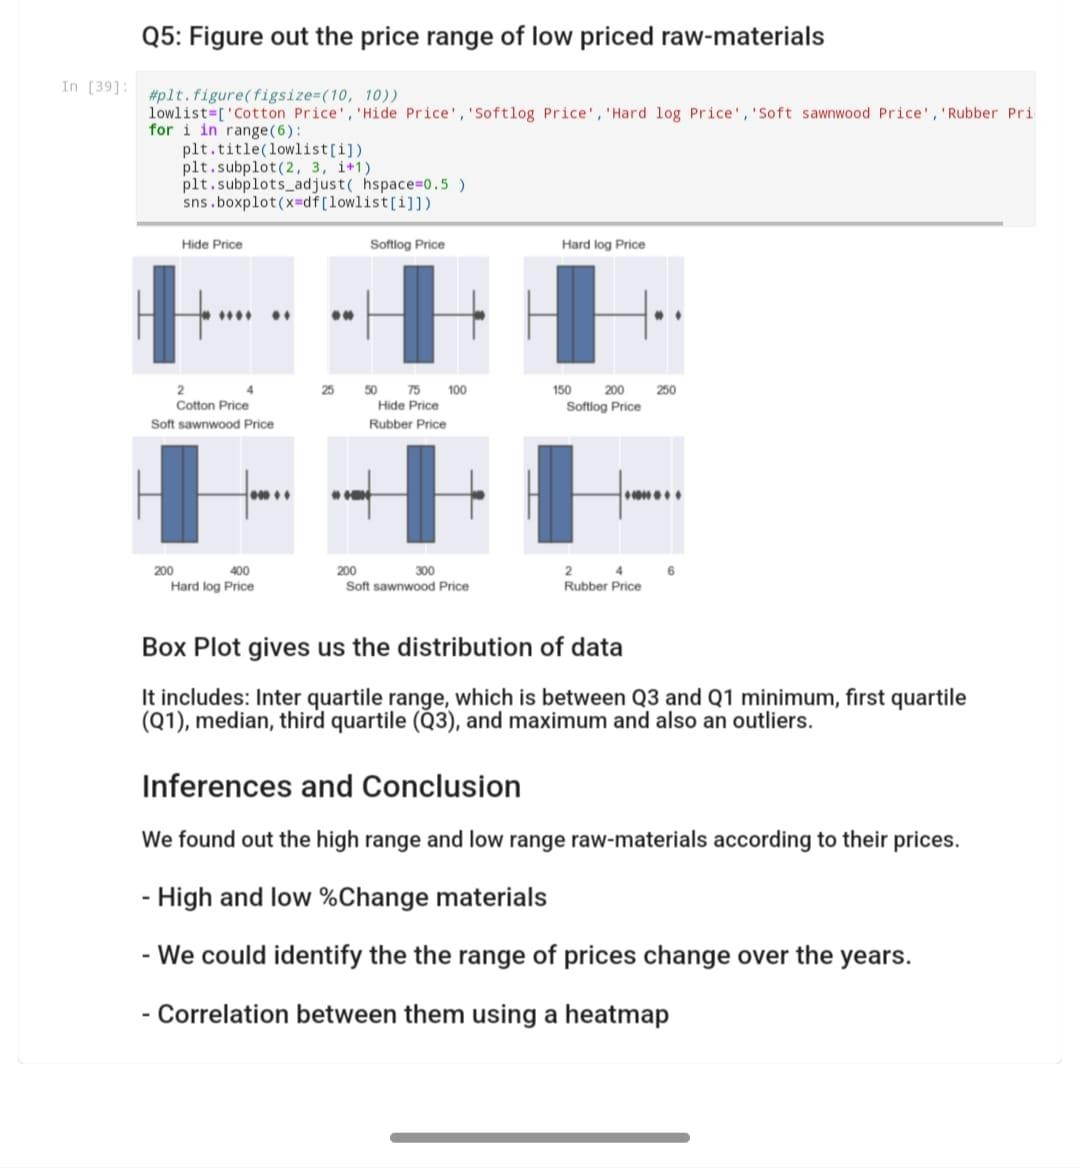 Q5: Figure out the price range of low priced raw-materials
In [39]:
#plt.figure(figsize=(10, 10))
lowlist=['Cotton Price','Hide Price','Softlog Price','Hard log Price','Soft sawnwood Price','Rubber Pri
for i in range(6):
    plt.title(lowlist[i])
    plt.subplot(2, 3, i+1)
    plt.subplots_adjust( hspace=0.5 )
    sns.boxplot(x=df[lowlist[i]])
Hide Price Softlog Price Hard log Price
2 4 25 50 75 100 150 200 250
Cotton Price Hide Price Softlog Price
Soft sawnwood Price Rubber Price
200 400 200 300 2 4 6
Hard log Price Soft sawnwood Price Rubber Price
Box Plot gives us the distribution of data
It includes: Inter quartile range, which is between Q3 and Q1 minimum, first quartile
(Q1), median, third quartile (Q3), and maximum and also an outliers.
Inferences and Conclusion
We found out the high range and low range raw-materials according to their prices.
- High and low %Change materials
- We could identify the the range of prices change over the years.
- Correlation between them using a heatmap